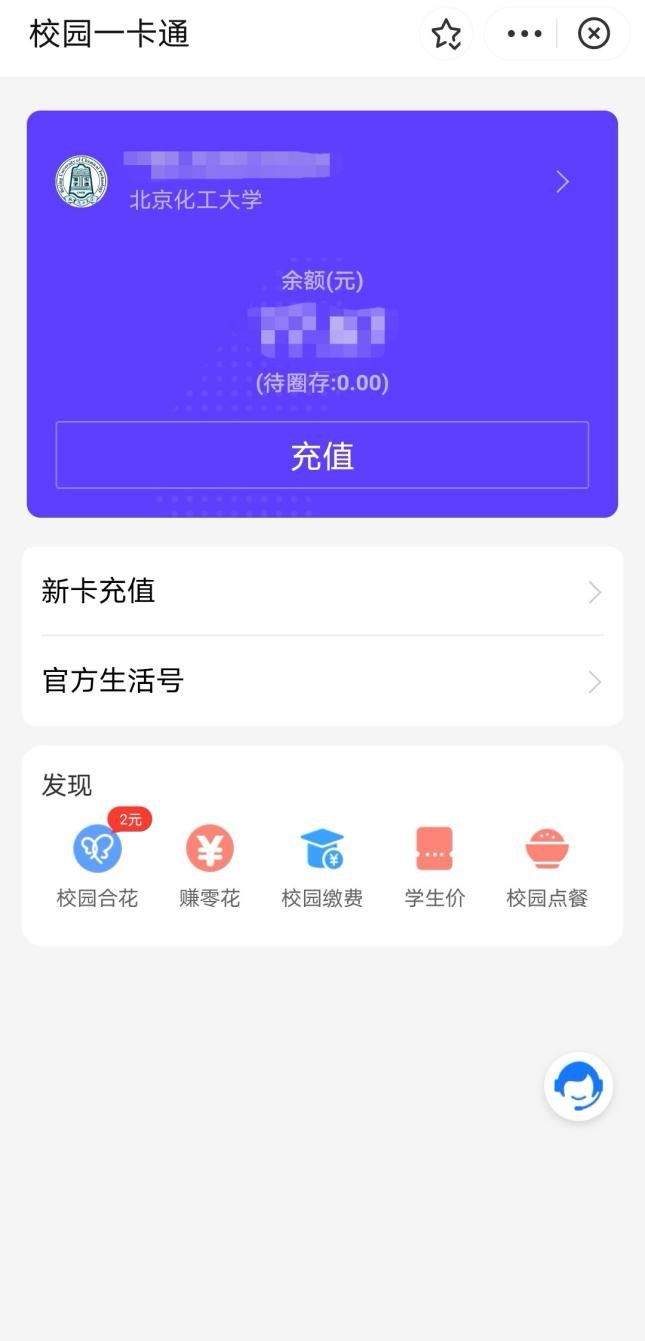 校园一卡通
北京化工大学
余额(元)
(待圈存:0.00)
充值
新卡充值
官方生活号
发现
2元
校园合花
赚零花
校园缴费
学生价
校园点餐